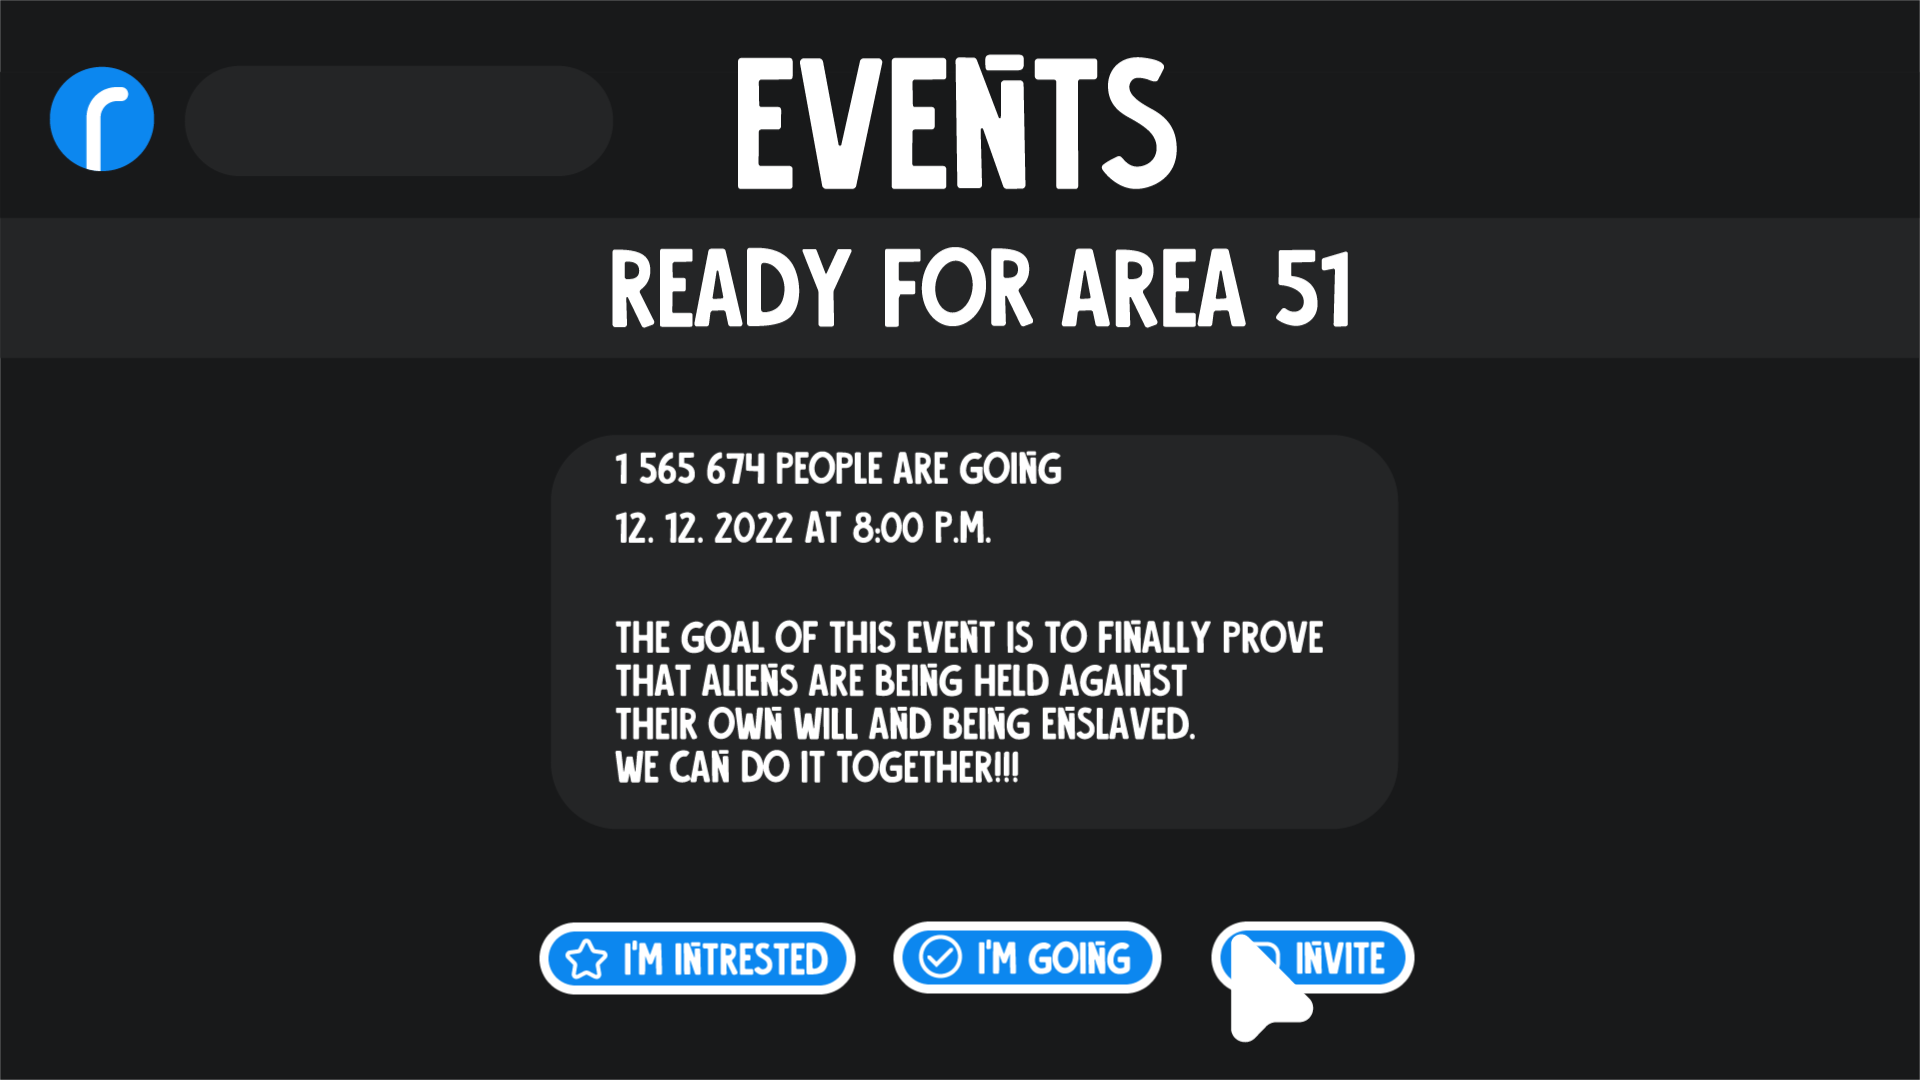 r
EVENTS
READY FOR AREA 51
1 565 674 PEOPLE ARE GOING
12. 12. 2022 AT 8:00 P.M.
THE GOAL OF THIS EVENT IS TO FINALLY PROVE
THAT ALIENS ARE BEING HELD AGAINST
THEIR OWN WILL AND BEING ENSLAVED.
WE CAN DO IT TOGETHER!!!
I'M INTRESTED
I'M GOING
INVITE